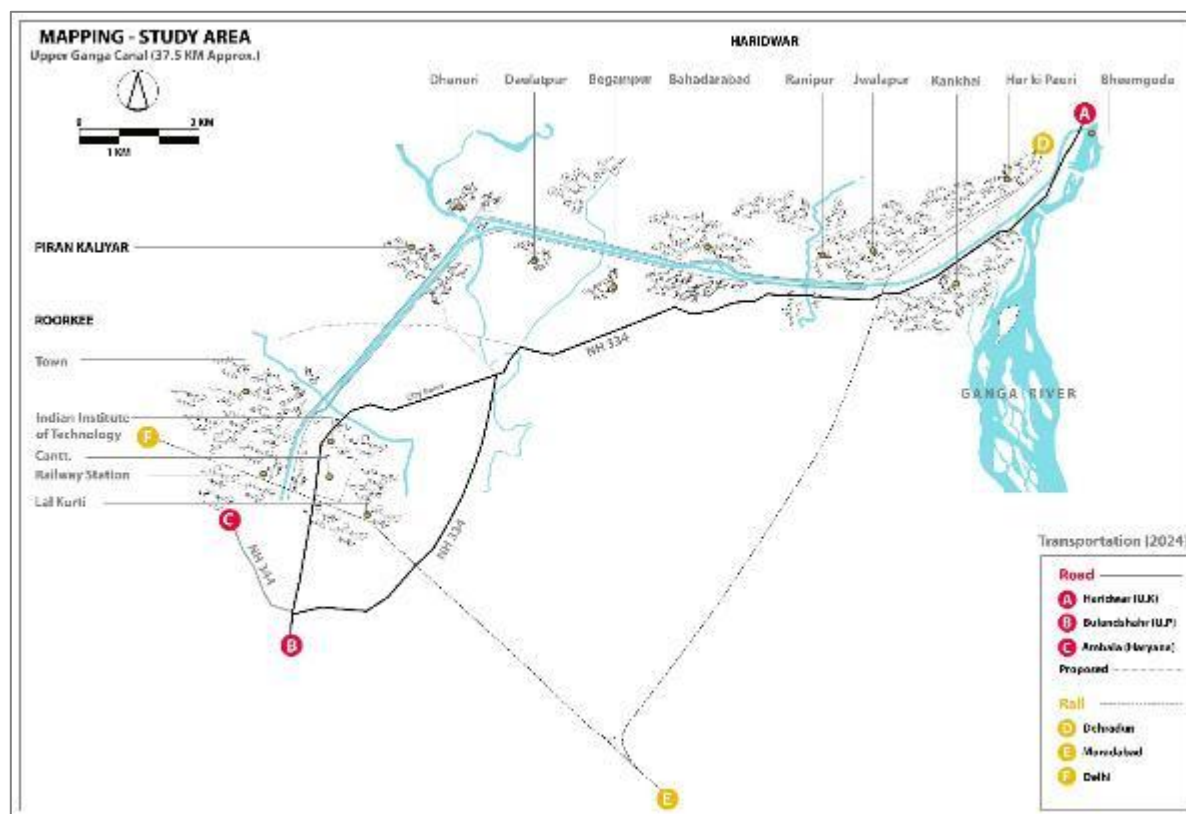 MAPPING - STUDY AREA
Upper Ganga Canal (37.5 KM Approx.)
0 2 KM
1 KM
HARIDWAR
Dhanori Daulatpur Begampur Bahadarabad Ranipur Jwalapur Kankhal Har ki Pauri Bheemgoda
A
D
PIRAN KALIYAR
ROORKEE
Town
Indian Institute
of Technology
Cantt.
Railway Station
Lal Kurti
F
C
B
E
NH 334
NH 334
NH 344
GANGA RIVER
Transportation (2024)
Road
A Haridwar (U.K)
B Bulandshahr (U.P)
C Ambala (Haryana)
Proposed
Rail
D Dehradun
E Moradabad
F Delhi